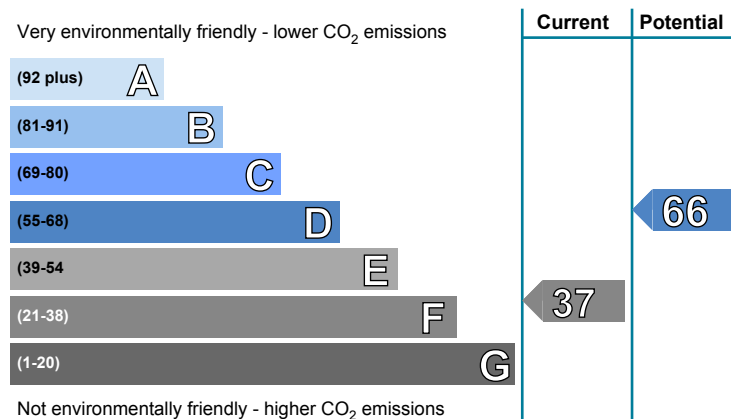 Current Potential
Very environmentally friendly - lower CO2 emissions
(92 plus) A
(81-91) B
(69-80) C
(55-68) D
66
(39-54 E
(21-38) F
37
(1-20) G
Not environmentally friendly - higher CO2 emissions